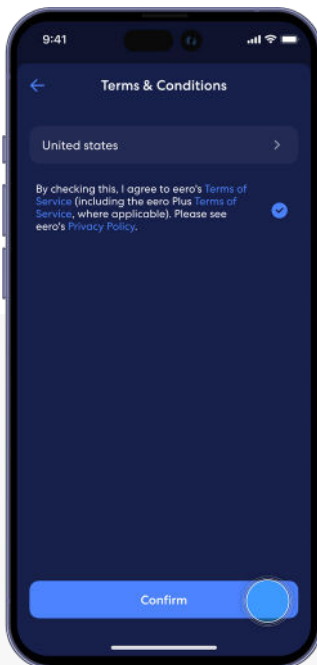 9:41
Terms & Conditions
United states
By checking this, I agree to eero's Terms of
Service (including the eero Plus Terms of
Service, where applicable). Please see
eero's Privacy Policy.
Confirm